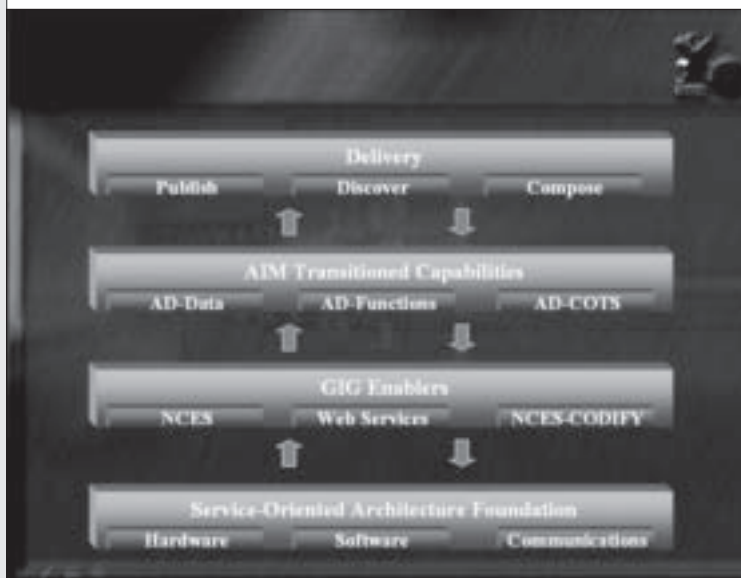 Delivery
Publish Discover Compose
AIM Transitioned Capabilities
AD-Data AD-Functions AD-COTS
GIG Enablers
NCES Web Services NCES-CODIFY
Service-Oriented Architecture Foundation
Hardware Software Communications